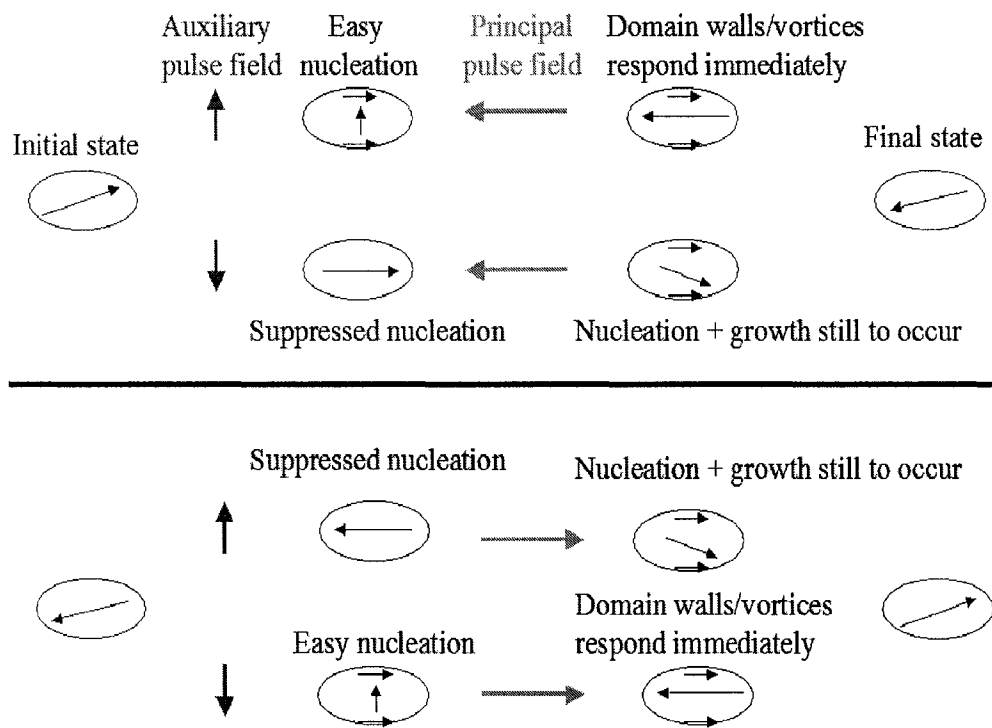 Auxiliary
pulse field
Easy
nucleation
Principal
pulse field
Domain walls/vortices
respond immediately
Initial state
Final state
Suppressed nucleation
Nucleation + growth still to occur
Suppressed nucleation
Nucleation + growth still to occur
Easy nucleation
Domain walls/vortices
respond immediately